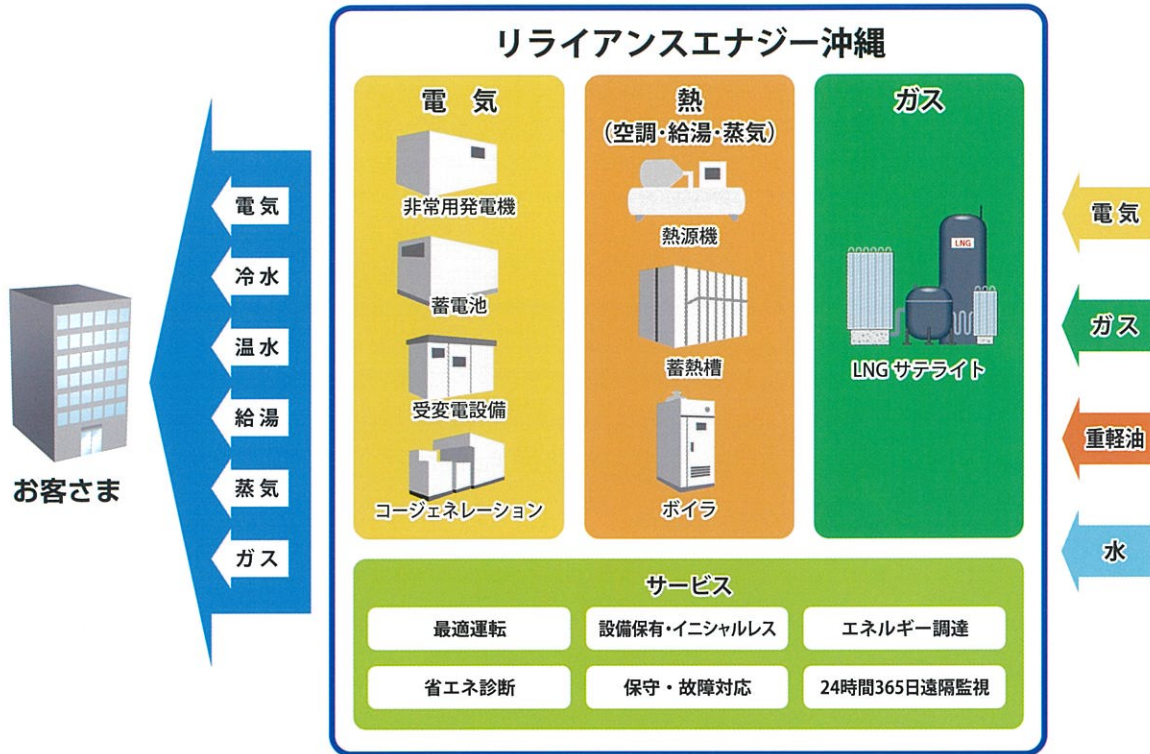 リライアンスエナジー沖縄
電気
非常用発電機
蓄電池
受変電設備
コージェネレーション
熱
(空調･給湯･蒸気)
熱源機
蓄熱槽
ボイラ
ガス
LNG
LNG サテライト
サービス
最適運転
設備保有･イニシャルレス
エネルギー調達
省エネ診断
保守・故障対応
24時間365日遠隔監視
電気
冷水
温水
給湯
蒸気
ガス
お客さま
電気
ガス
重軽油
水